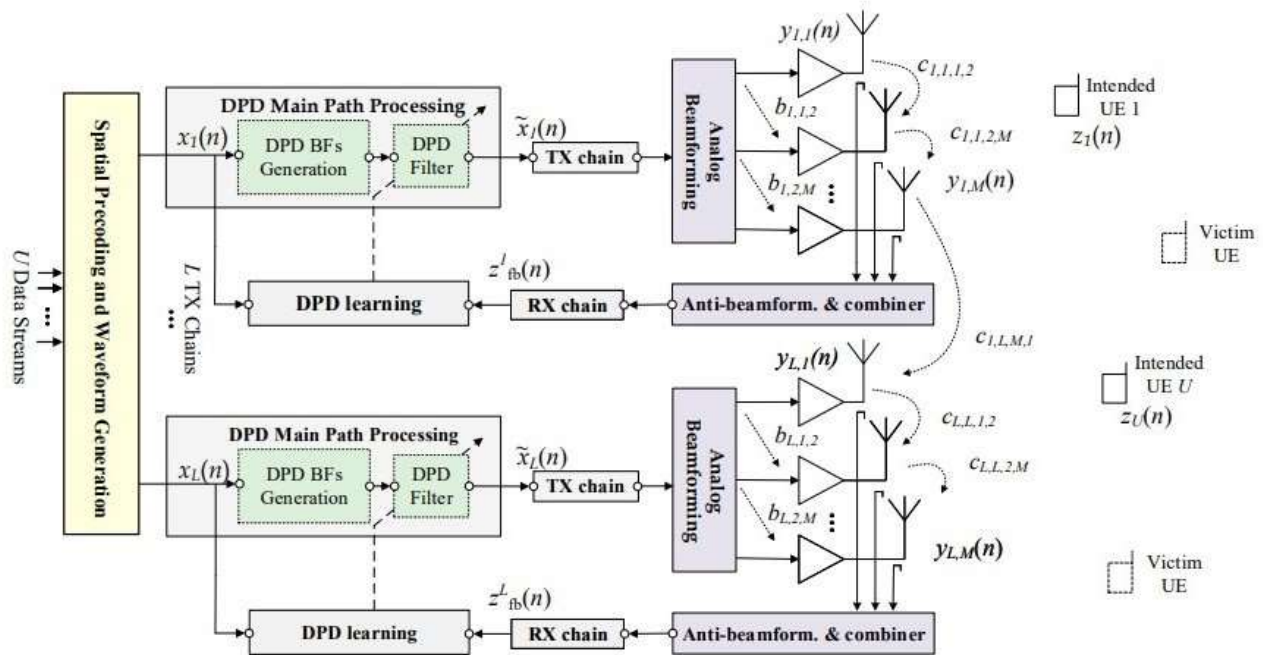 U Data Streams
Spatial Precoding and Waveform Generation
L TX Chains
DPD Main Path Processing
x1(n)
DPD BFs
Generation
DPD
Filter
x̃1(n)
TX chain
DPD learning
z^1_fb(n)
RX chain
Analog
Beamforming
Anti-beamform. & combiner
y1,1(n)
b1,1,2
b1,2,M
y1,M(n)
c1,1,1,2
c1,1,2,M
c1,L,M,1
Intended
UE 1
z1(n)
Victim
UE
DPD Main Path Processing
xL(n)
DPD BFs
Generation
DPD
Filter
x̃L(n)
TX chain
DPD learning
z^L_fb(n)
RX chain
Analog
Beamforming
Anti-beamform. & combiner
yL,1(n)
bL,1,2
bL,2,M
yL,M(n)
cL,L,1,2
cL,L,2,M
Intended
UE U
zU(n)
Victim
UE